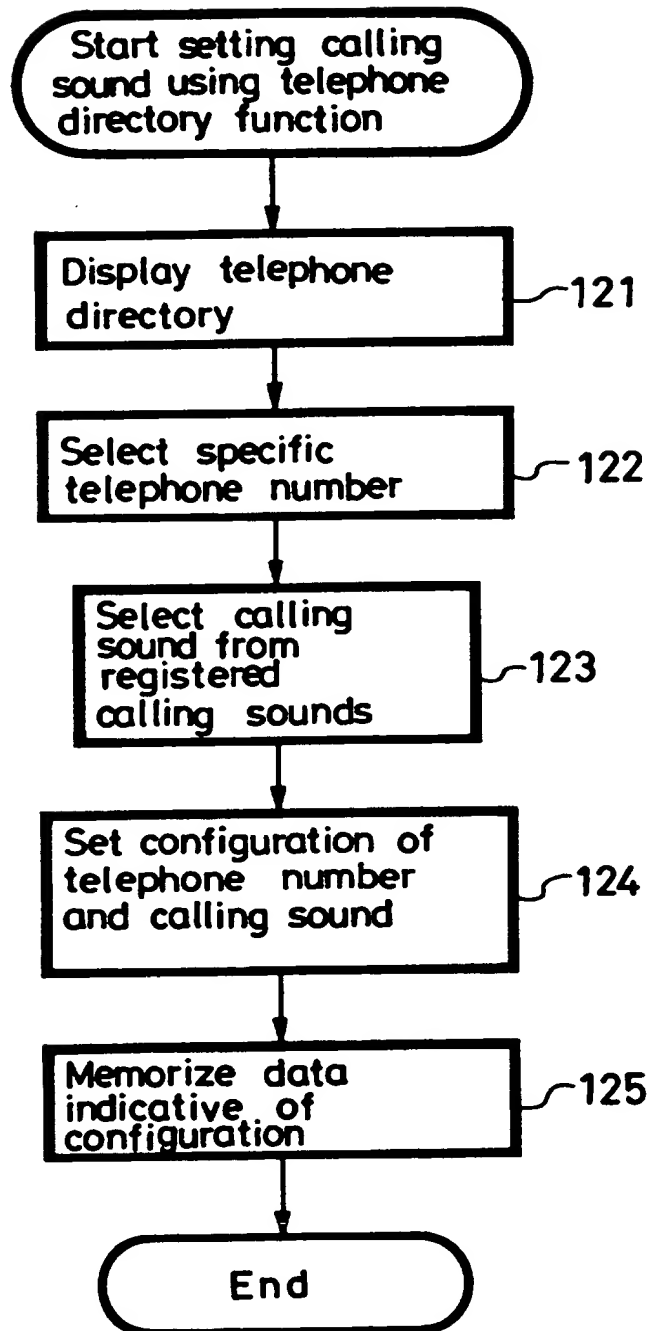 Start setting calling
sound using telephone
directory function
Display telephone
directory
121
Select specific
telephone number
122
Select calling
sound from
registered
calling sounds
123
Set configuration of
telephone number
and calling sound
124
Memorize data
indicative of
configuration
125
End